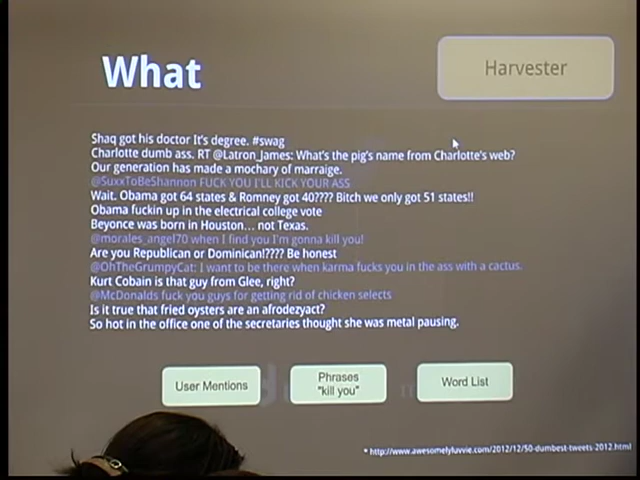 What
Harvester
Shaq got his doctor It's degree. #swag
Charlotte dumb ass. RT @Latron_James: What's the pig's name from Charlotte's web?
Our generation has made a mochary of marraige.
@SuxxToBeShannon FUCK YOU I'LL KICK YOUR ASS
Wait. Obama got 64 states & Romney got 40???? Bitch we only got 51 states!!
Obama fuckin up in the electrical college vote
Beyonce was born in Houston... not Texas.
@morales_angel70 when I find you I'm gonna kill you!
Are you Republican or Dominican!???? Be honest
@OhTheGrumpyCat: I want to be there when karma fucks you in the ass with a cactus.
Kurt Cobain is that guy from Glee, right?
@McDonalds fuck you guys for getting rid of chicken selects
Is it true that fried oysters are an afrodezyact?
So hot in the office one of the secretaries thought she was metal pausing.
User Mentions
Phrases
"kill you"
Word List
* http://www.awesomelyluvvie.com/2012/12/50-dumbest-tweets-2012.html